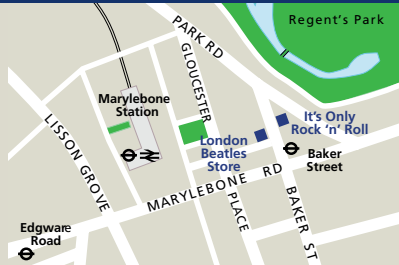 Regent's Park
PARK RD
GLOUCESTER
Marylebone
Station
It's Only
Rock 'n' Roll
LISSON GROVE
London
Beatles
Store
Baker
Street
MARYLEBONE RD
PLACE
BAKER ST
Edgware
Road